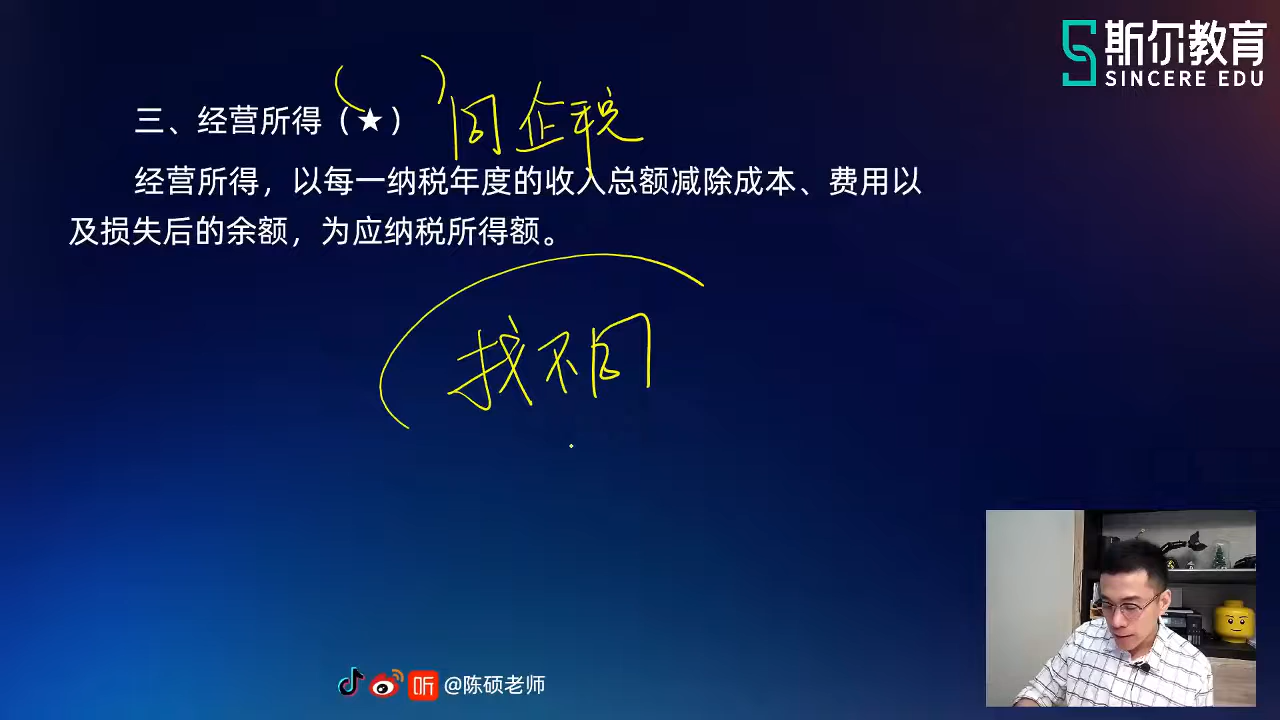 斯尔教育
SINCERE EDU
三、经营所得（★） 同企税
经营所得，以每一纳税年度的收入总额减除成本、费用以
及损失后的余额，为应纳税所得额。
找不同
听 @陈硕老师